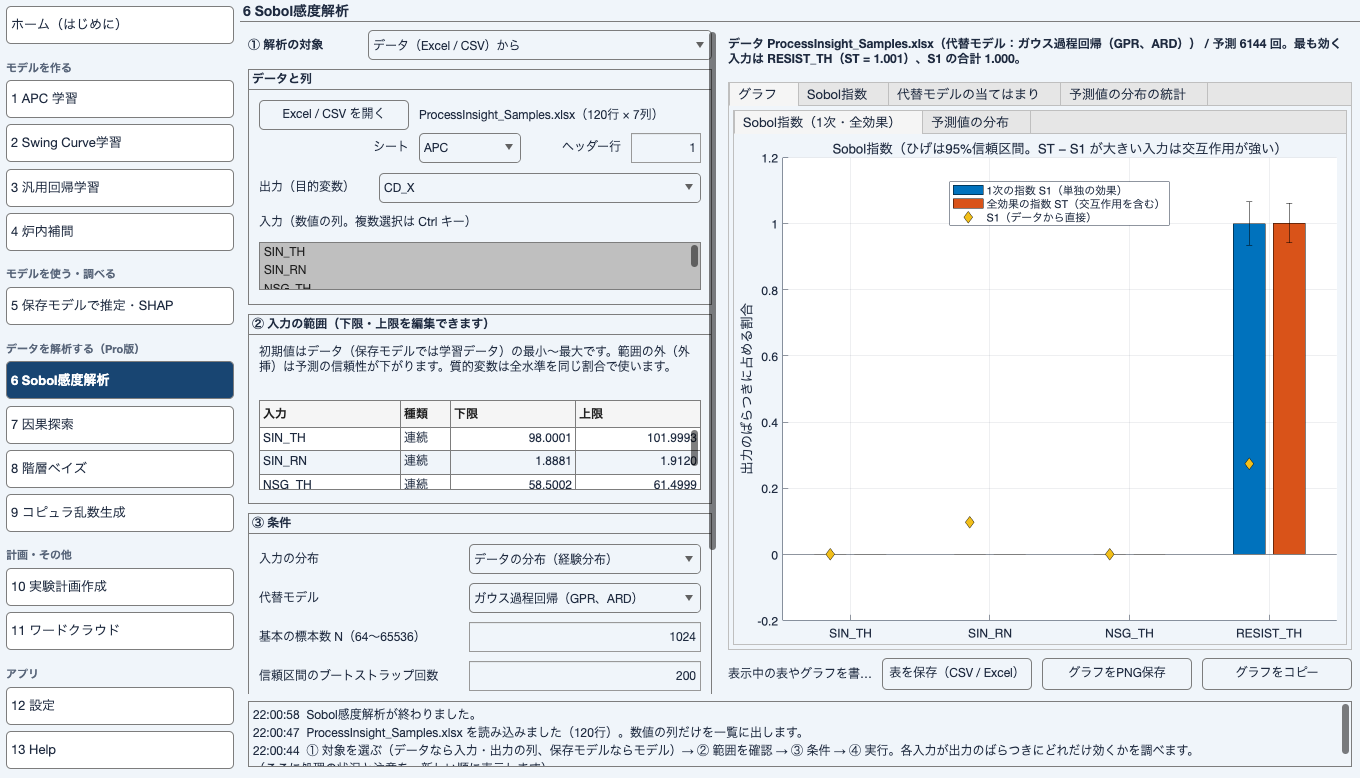 ホーム（はじめに）
モデルを作る
1 APC 学習
2 Swing Curve学習
3 汎用回帰学習
4 炉内補間
モデルを使う・調べる
5 保存モデルで推定・SHAP
データを解析する（Pro版）
6 Sobol感度解析
7 因果探索
8 階層ベイズ
9 コピュラ乱数生成
計画・その他
10 実験計画作成
11 ワードクラウド
アプリ
12 設定
13 Help
6 Sobol感度解析
① 解析の対象
データ（Excel / CSV）から
データと列
Excel / CSV を開く
ProcessInsight_Samples.xlsx（120行 × 7列）
シート
APC
ヘッダー行
1
出力（目的変数）
CD_X
入力（数値の列。複数選択は Ctrl キー）
SIN_TH
SIN_RN
NSG_TH
② 入力の範囲（下限・上限を編集できます）
初期値はデータ（保存モデルでは学習データ）の最小～最大です。範囲の外（外
挿）は予測の信頼性が下がります。質的変数は全水準を同じ割合で使います。
入力 種類 下限 上限
SIN_TH 連続 98.0001 101.9993
SIN_RN 連続 1.8881 1.9120
NSG_TH 連続 58.5002 61.4999
③ 条件
入力の分布
データの分布（経験分布）
代替モデル
ガウス過程回帰（GPR、ARD）
基本の標本数 N（64～65536）
1024
信頼区間のブートストラップ回数
200
データ ProcessInsight_Samples.xlsx（代替モデル：ガウス過程回帰（GPR、ARD）） / 予測 6144 回。最も効く
入力は RESIST_TH（ST = 1.001）、S1 の合計 1.000。
グラフ
Sobol指数
代替モデルの当てはまり
予測値の分布の統計
Sobol指数（1次・全効果）
予測値の分布
Sobol指数（ひげは95%信頼区間。ST − S1 が大きい入力は交互作用が強い）
1次の指数 S1（単独の効果）
全効果の指数 ST（交互作用を含む）
S1（データから直接）
出力のばらつきに占める割合
1.2
1
0.8
0.6
0.4
0.2
0
-0.2
SIN_TH
SIN_RN
NSG_TH
RESIST_TH
表示中の表やグラフを書...
表を保存（CSV / Excel）
グラフをPNG保存
グラフをコピー
22:00:58 Sobol感度解析が終わりました。
22:00:47 ProcessInsight_Samples.xlsx を読み込みました（120行）。数値の列だけを一覧に出します。
22:00:44 ① 対象を選ぶ（データなら入力・出力の列、保存モデルならモデル）→ ② 範囲を確認 → ③ 条件 → ④ 実行。各入力が出力のばらつきにどれだけ効くかを調べます。
（ここに処理の状況と注意を、新しい順に表示します）